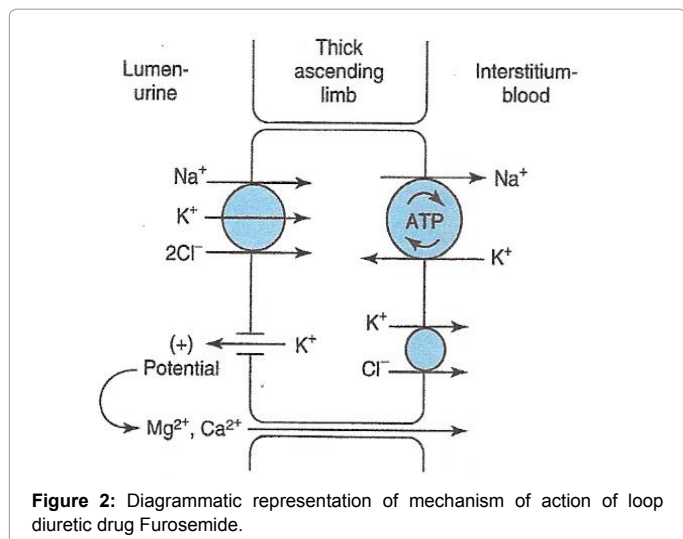 Lumen-
urine
Thick
ascending
limb
Interstitium-
blood
Na⁺
K⁺
2Cl⁻
Na⁺
ATP
K⁺
K⁺
Cl⁻
(+)
Potential
K⁺
Mg²⁺, Ca²⁺
Figure 2: Diagrammatic representation of mechanism of action of loop
diuretic drug Furosemide.